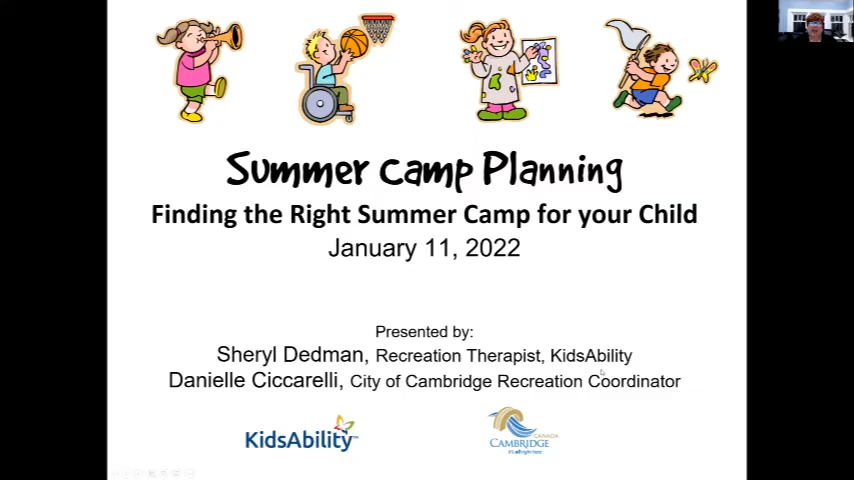 Summer Camp Planning
Finding the Right Summer Camp for your Child
January 11, 2022
Presented by:
Sheryl Dedman, Recreation Therapist, KidsAbility
Danielle Ciccarelli, City of Cambridge Recreation Coordinator
KidsAbility
CANADA
CAMBRIDGE